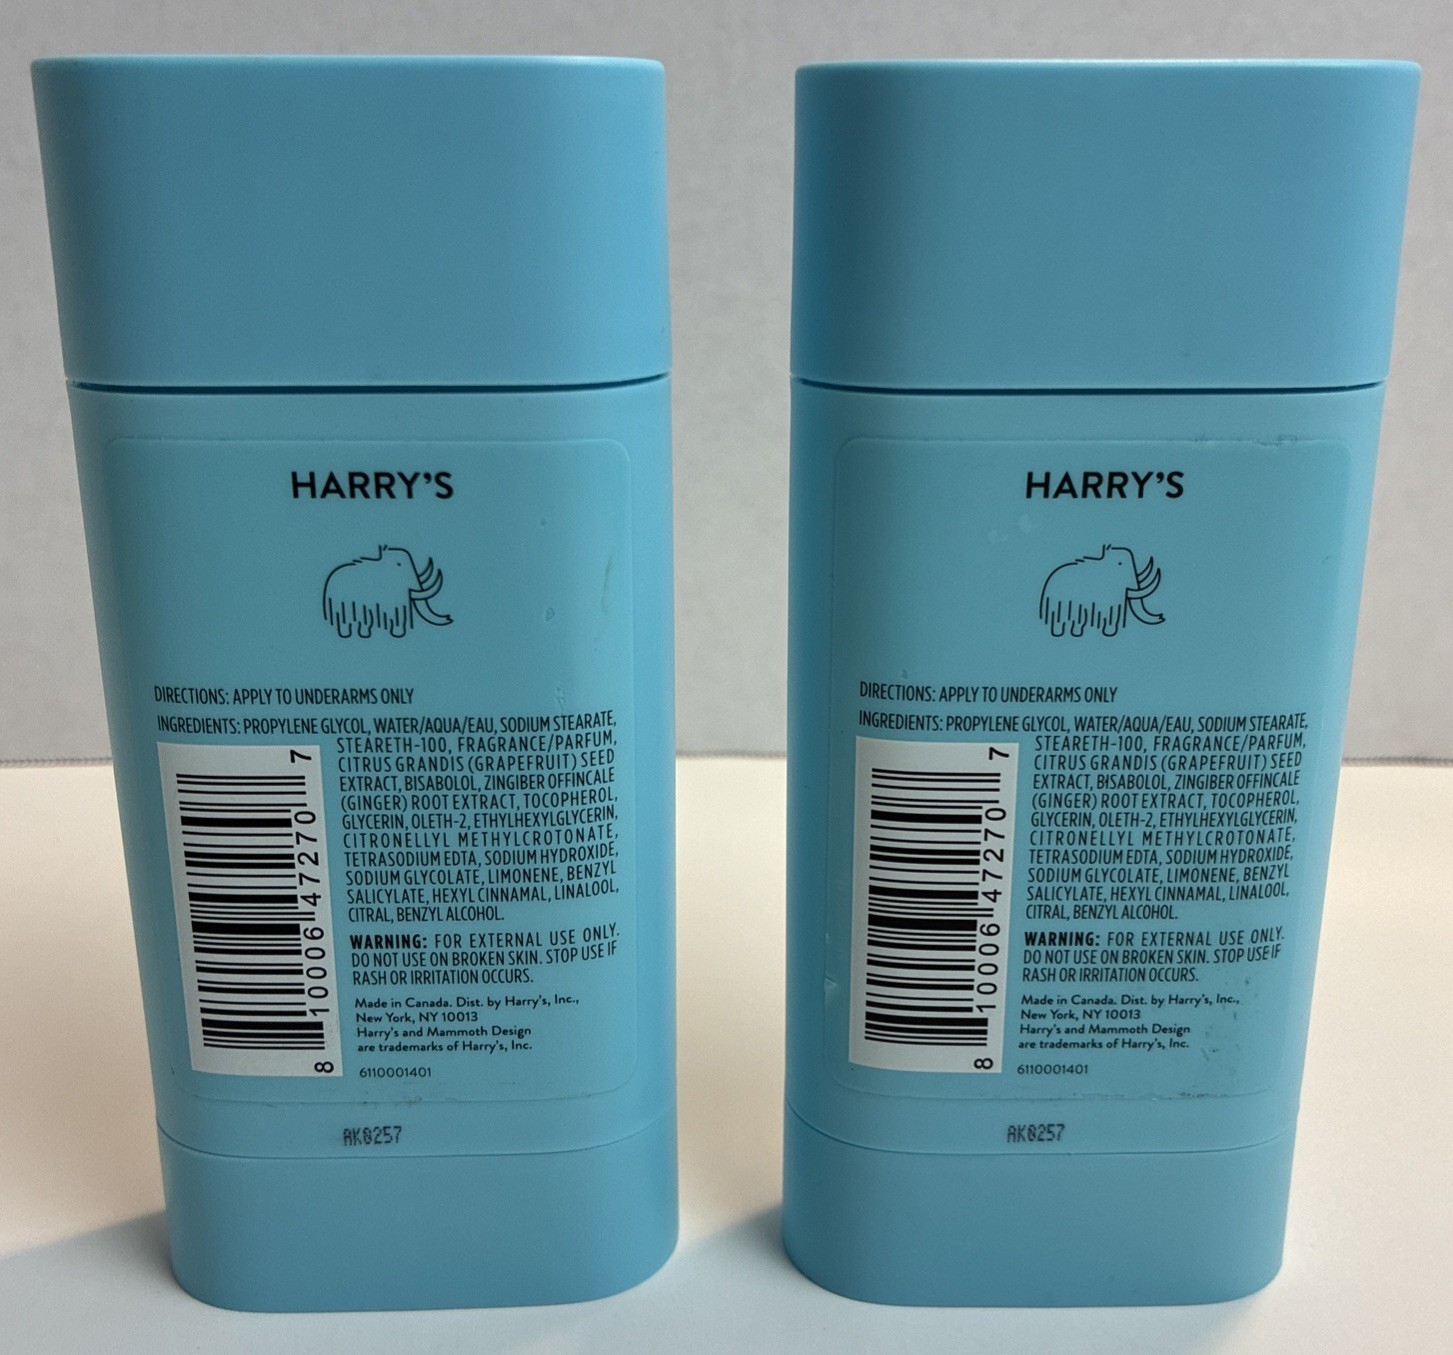 HARRY'S
DIRECTIONS: APPLY TO UNDERARMS ONLY
INGREDIENTS: PROPYLENE GLYCOL, WATER/AQUA/EAU, SODIUM STEARATE,
STEARETH-100, FRAGRANCE/PARFUM,
CITRUS GRANDIS (GRAPEFRUIT) SEED
EXTRACT, BISABOLOL, ZINGIBER OFFINCALE
(GINGER) ROOT EXTRACT, TOCOPHEROL,
GLYCERIN, OLETH-2, ETHYLHEXYLGLYCERIN,
CITRONELLYL METHYLCROTONATE,
TETRASODIUM EDTA, SODIUM HYDROXIDE,
SODIUM GLYCOLATE, LIMONENE, BENZYL
SALICYLATE, HEXYL CINNAMAL, LINALOOL,
CITRAL, BENZYL ALCOHOL.
WARNING: FOR EXTERNAL USE ONLY.
DO NOT USE ON BROKEN SKIN. STOP USE IF
RASH OR IRRITATION OCCURS.
Made in Canada. Dist. by Harry's, Inc.,
New York, NY 10013
Harry's and Mammoth Design
are trademarks of Harry's, Inc.
6110001401
8 10006 47270 7
AK0257
HARRY'S
DIRECTIONS: APPLY TO UNDERARMS ONLY
INGREDIENTS: PROPYLENE GLYCOL, WATER/AQUA/EAU, SODIUM STEARATE,
STEARETH-100, FRAGRANCE/PARFUM,
CITRUS GRANDIS (GRAPEFRUIT) SEED
EXTRACT, BISABOLOL, ZINGIBER OFFINCALE
(GINGER) ROOT EXTRACT, TOCOPHEROL,
GLYCERIN, OLETH-2, ETHYLHEXYLGLYCERIN,
CITRONELLYL METHYLCROTONATE,
TETRASODIUM EDTA, SODIUM HYDROXIDE,
SODIUM GLYCOLATE, LIMONENE, BENZYL
SALICYLATE, HEXYL CINNAMAL, LINALOOL,
CITRAL, BENZYL ALCOHOL.
WARNING: FOR EXTERNAL USE ONLY.
DO NOT USE ON BROKEN SKIN. STOP USE IF
RASH OR IRRITATION OCCURS.
Made in Canada. Dist. by Harry's, Inc.,
New York, NY 10013
Harry's and Mammoth Design
are trademarks of Harry's, Inc.
6110001401
8 10006 47270 7
AK0257